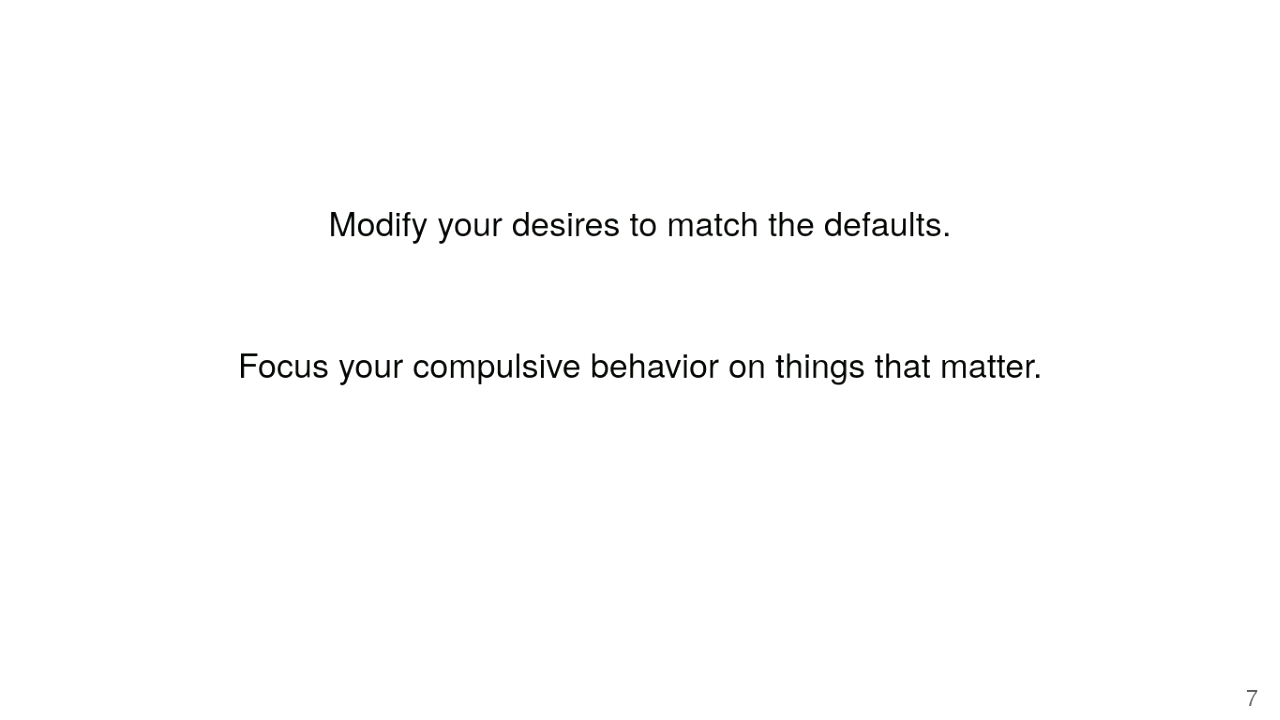 Modify your desires to match the defaults.
Focus your compulsive behavior on things that matter.
7